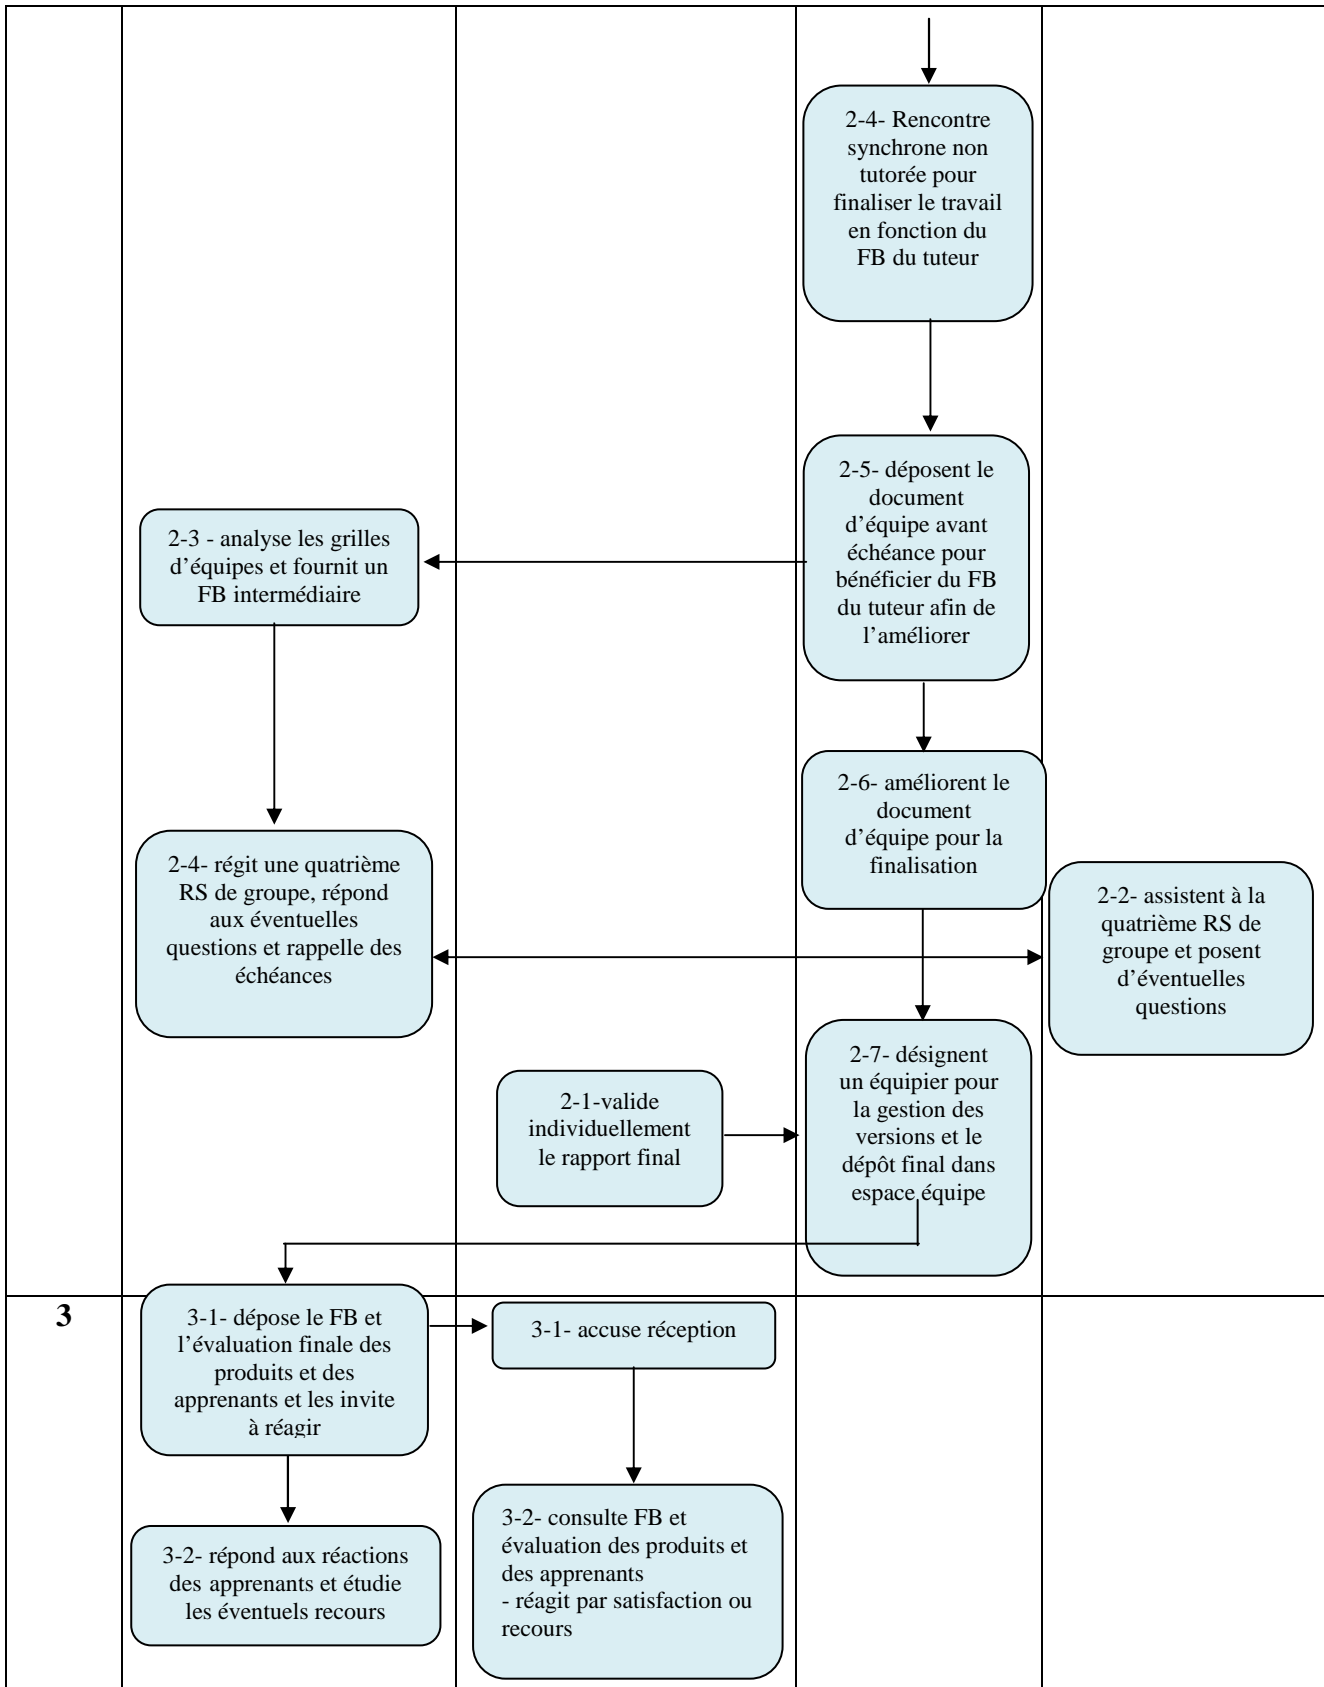 2-4- Rencontre
synchrone non
tutorée pour
finaliser le travail
en fonction du
FB du tuteur
2-5- déposent le
document
d’équipe avant
échéance pour
bénéficier du FB
du tuteur afin de
l’améliorer
2-3 - analyse les grilles
d’équipes et fournit un
FB intermédiaire
2-6- améliorent le
document
d’équipe pour la
finalisation
2-4- régit une quatrième
RS de groupe, répond
aux éventuelles
questions et rappelle des
échéances
2-2- assistent à la
quatrième RS de
groupe et posent
d’éventuelles
questions
2-7- désignent
un équipier pour
la gestion des
versions et le
dépôt final dans
espace équipe
2-1-valide
individuellement
le rapport final
3
3-1- dépose le FB et
l’évaluation finale des
produits et des
apprenants et les invite
à réagir
3-1- accuse réception
3-2- consulte FB et
évaluation des produits et
des apprenants
- réagit par satisfaction ou
recours
3-2- répond aux réactions
des apprenants et étudie
les éventuels recours